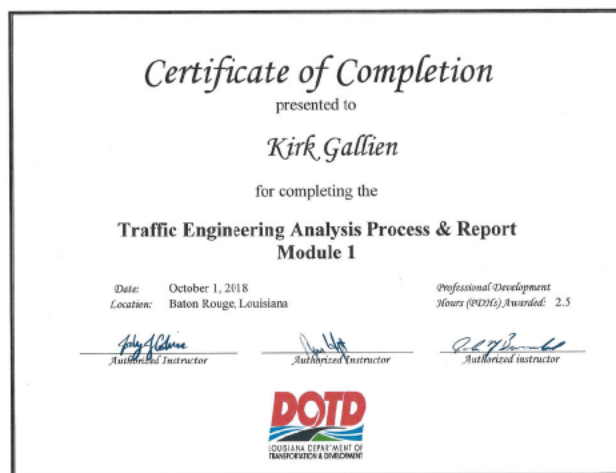 Certificate of Completion
presented to
Kirk Gallien
for completing the
Traffic Engineering Analysis Process & Report
Module 1
Date: October 1, 2018
Location: Baton Rouge, Louisiana
Professional Development
Hours (PDHs) Awarded: 2.5
Authorized Instructor
Authorized Instructor
Authorized instructor
DOTD
LOUISIANA DEPARTMENT OF
TRANSPORTATION & DEVELOPMENT